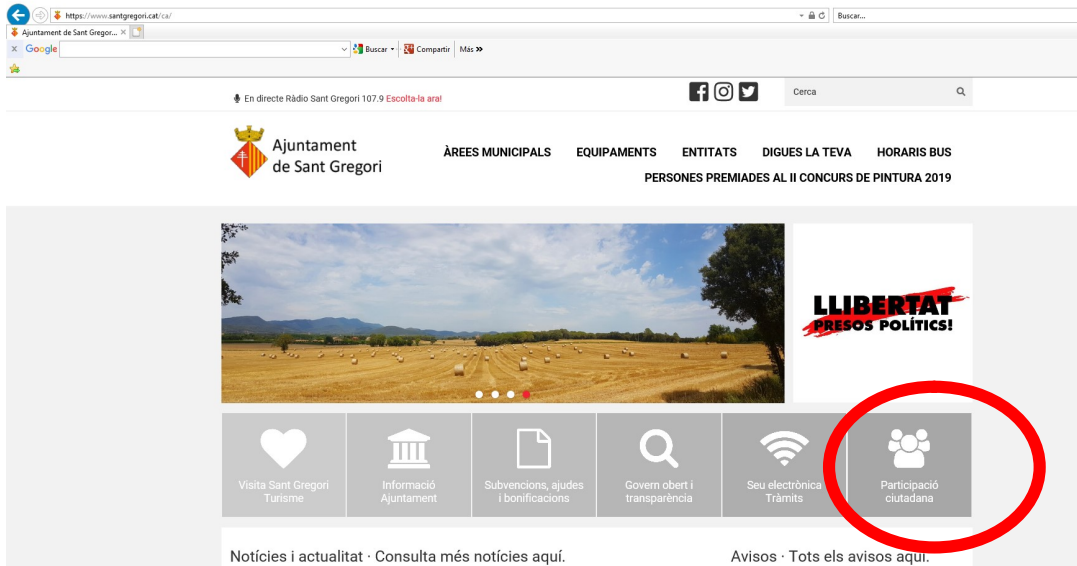 https://www.santgregori.cat/ca/
Buscar...
Ajuntament de Sant Gregor...
x Google
Buscar
Compartir
Más »
En directe Ràdio Sant Gregori 107.9 Escolta-la ara!
Cerca
Ajuntament
de Sant Gregori
ÀREES MUNICIPALS EQUIPAMENTS ENTITATS DIGUES LA TEVA HORARIS BUS
PERSONES PREMIADES AL II CONCURS DE PINTURA 2019
LLIBERTAT
PRESOS POLÍTICS!
Visita Sant Gregori
Turisme
Informació
Ajuntament
Subvencions, ajudes
i bonificacions
Govern obert i
transparència
Seu electrònica
Tràmits
Participació
ciutadana
Notícies i actualitat · Consulta més notícies aquí.
Avisos · Tots els avisos aquí.